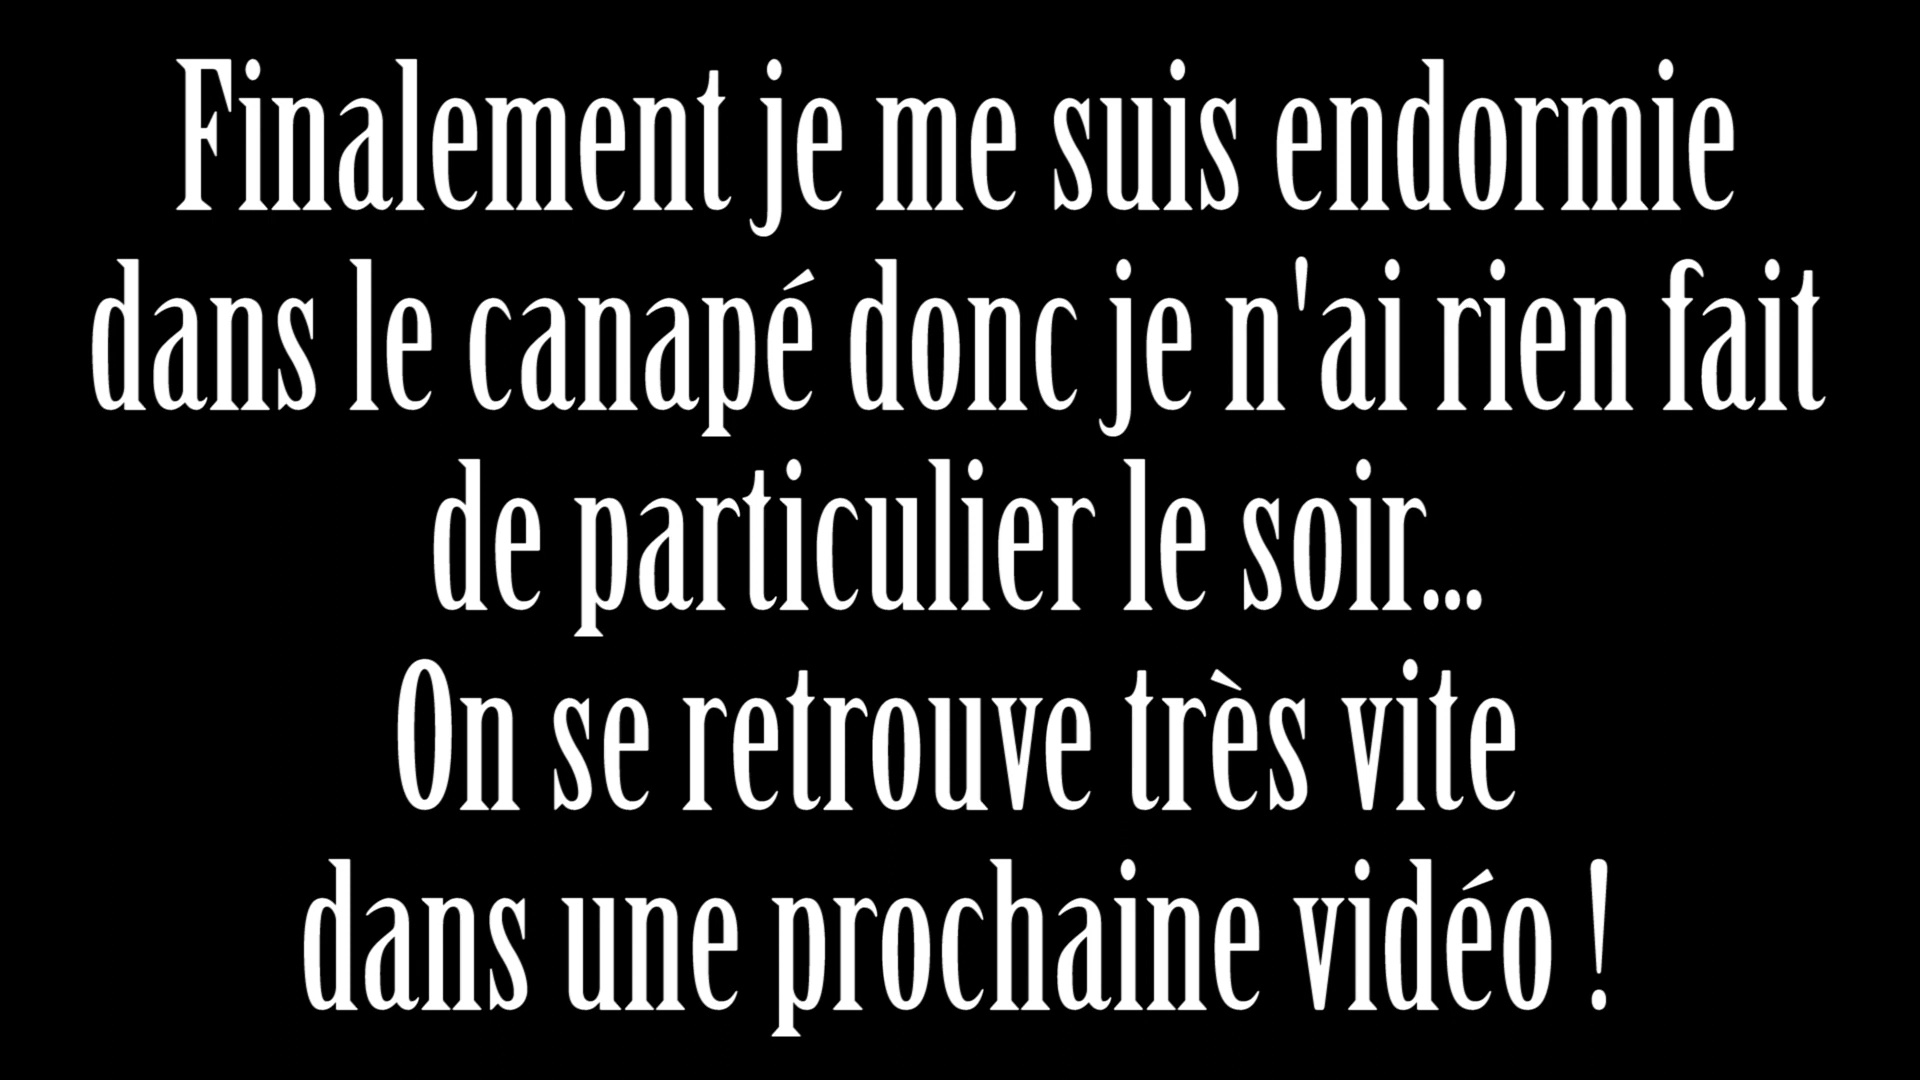 Finalement je me suis endormie
dans le canapé donc je n'ai rien fait
de particulier le soir...
On se retrouve très vite
dans une prochaine vidéo !